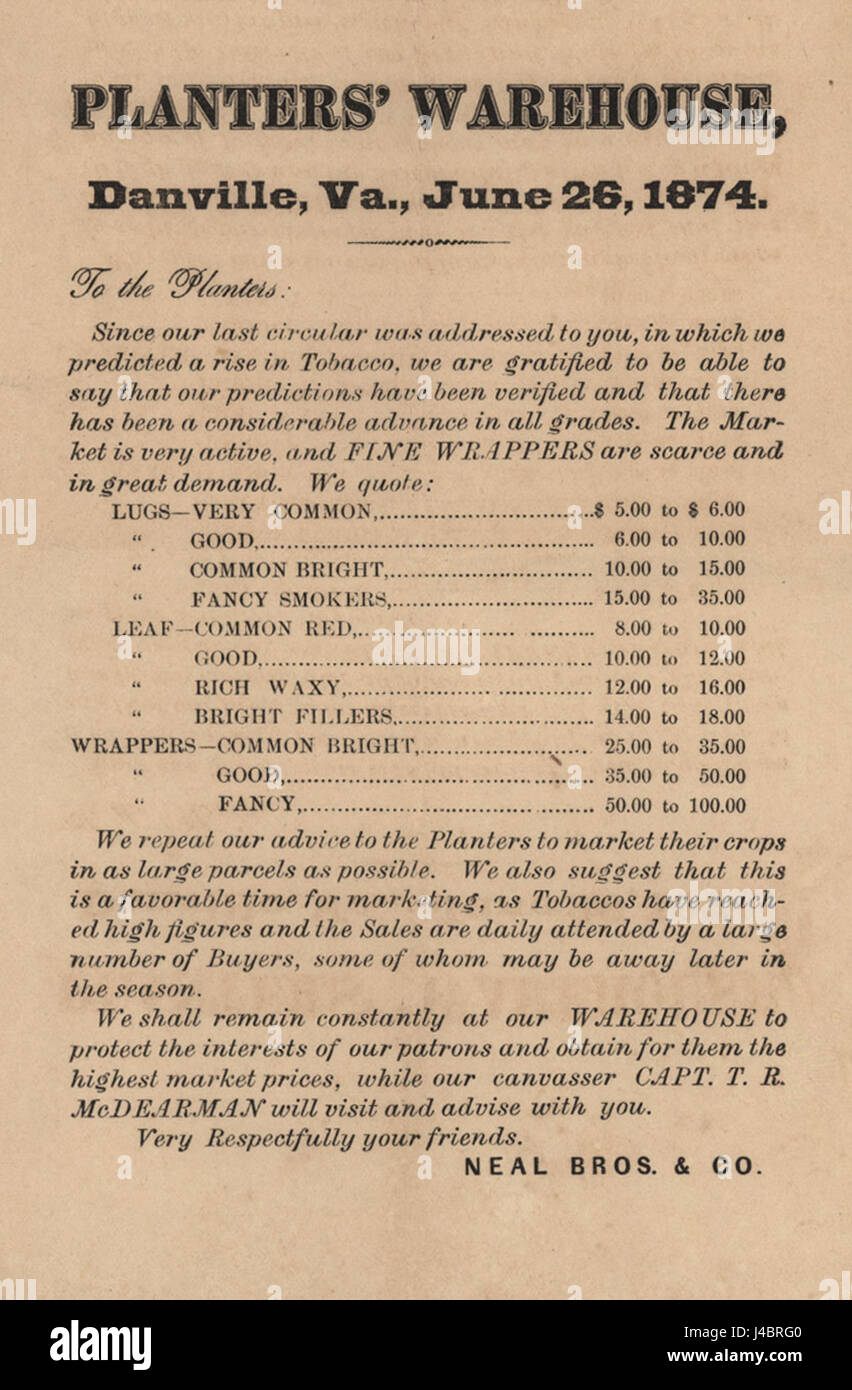 PLANTERS' WAREHOUSE,
Danville, Va., June 26, 1874.
To the Planters:
Since our last circular was addressed to you, in which we
predicted a rise in Tobacco, we are gratified to be able to
say that our predictions have been verified and that there
has been a considerable advance in all grades. The Mar-
ket is very active, and FINE WRAPPERS are scarce and
in great demand. We quote:
LUGS—VERY COMMON,..............................$ 5.00 to $ 6.00
“ GOOD,.............................. 6.00 to 10.00
“ COMMON BRIGHT,.............................. 10.00 to 15.00
“ FANCY SMOKERS,.............................. 15.00 to 35.00
LEAF—COMMON RED,.............................. 8.00 to 10.00
“ GOOD,.............................. 10.00 to 12.00
“ RICH WAXY,.............................. 12.00 to 16.00
“ BRIGHT FILLERS,.............................. 14.00 to 18.00
WRAPPERS—COMMON BRIGHT,.............................. 25.00 to 35.00
“ GOOD,.............................. 35.00 to 50.00
“ FANCY,.............................. 50.00 to 100.00
We repeat our advice to the Planters to market their crops
in as large parcels as possible. We also suggest that this
is a favorable time for marketing, as Tobaccos have reach-
ed high figures and the Sales are daily attended by a large
number of Buyers, some of whom may be away later in
the season.
We shall remain constantly at our WAREHOUSE to
protect the interests of our patrons and obtain for them the
highest market prices, while our canvasser CAPT. T. R.
McDEARMAN will visit and advise with you.
Very Respectfully your friends.
NEAL BROS. & CO.
alamy
alamy stock photo
J4BRG0
www.alamy.com